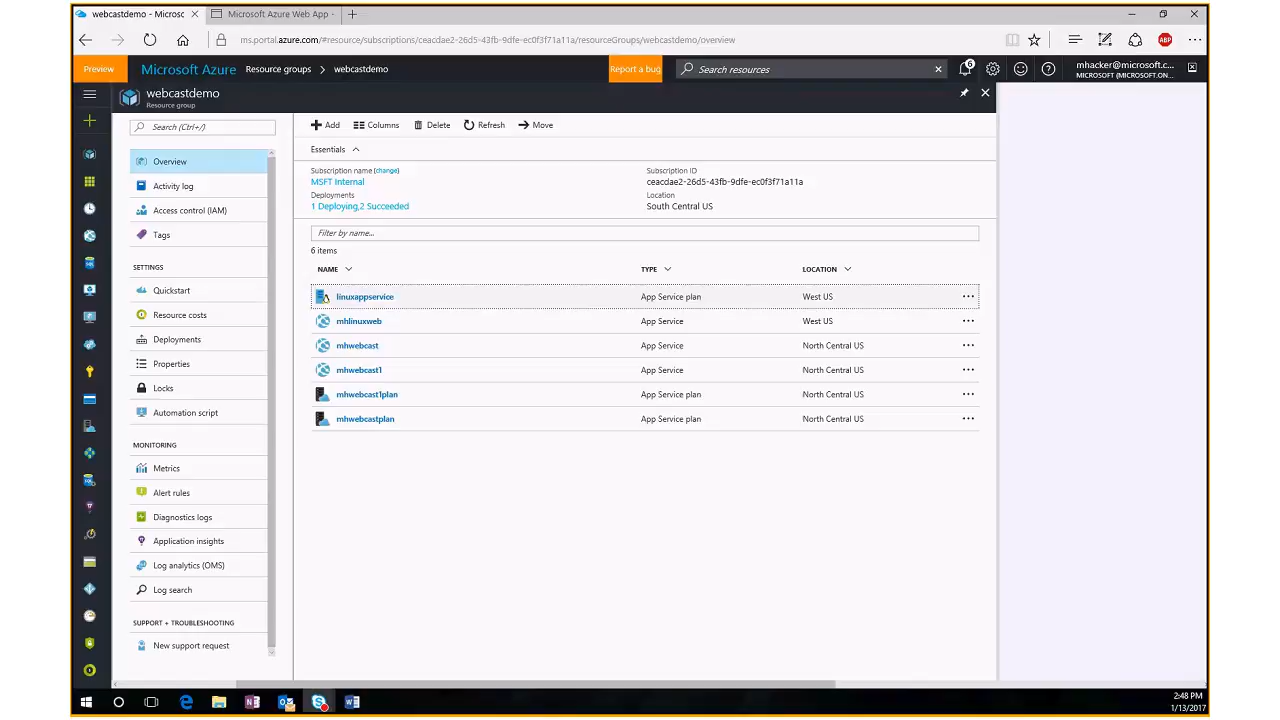 webcastdemo - Microsc
Microsoft Azure Web App -
ms.portal.azure.com/#resource/subscriptions/ceacdae2-26d5-43fb-9dfe-ec0f3f71a11a/resourceGroups/webcastdemo/overview
ABP
Preview
Microsoft Azure
Resource groups
webcastdemo
Report a bug
Search resources
6
mhacker@microsoft.c...
MICROSOFT (MICROSOFT.ON...
webcastdemo
Resource group
Search (Ctrl+/)
Overview
Activity log
Access control (IAM)
Tags
SETTINGS
Quickstart
Resource costs
Deployments
Properties
Locks
Automation script
MONITORING
Metrics
Alert rules
Diagnostics logs
Application insights
Log analytics (OMS)
Log search
SUPPORT + TROUBLESHOOTING
New support request
Add
Columns
Delete
Refresh
Move
Essentials
Subscription name (change)
MSFT Internal
Deployments
1 Deploying,2 Succeeded
Subscription ID
ceacdae2-26d5-43fb-9dfe-ec0f3f71a11a
Location
South Central US
Filter by name...
6 items
NAME TYPE LOCATION
linuxappservice App Service plan West US
mhlinuxweb App Service West US
mhwebcast App Service North Central US
mhwebcast1 App Service North Central US
mhwebcast1plan App Service plan North Central US
mhwebcastplan App Service plan North Central US
2:48 PM
1/13/2017